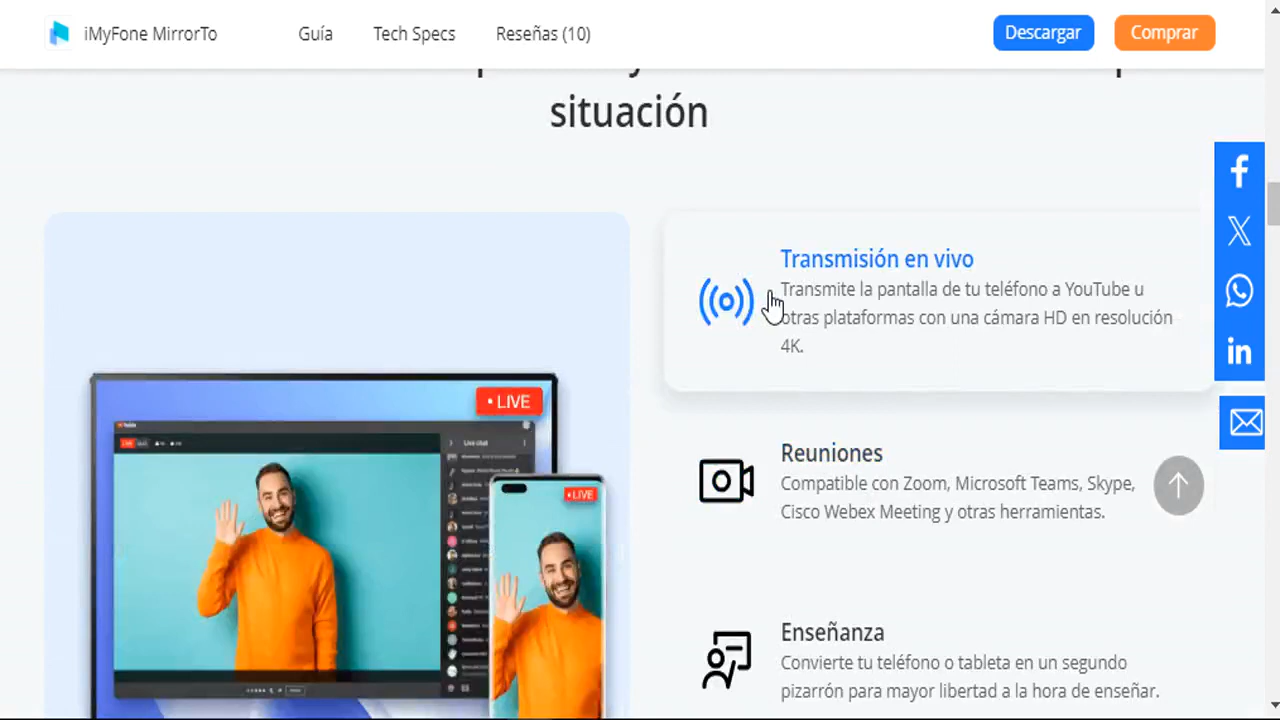 iMyFone MirrorTo
Guía
Tech Specs
Reseñas (10)
Descargar
Comprar
situación
Transmisión en vivo
Transmite la pantalla de tu teléfono a YouTube u
otras plataformas con una cámara HD en resolución
4K.
• LIVE
Live chat
• LIVE
Reuniones
Compatible con Zoom, Microsoft Teams, Skype,
Cisco Webex Meeting y otras herramientas.
Enseñanza
Convierte tu teléfono o tableta en un segundo
pizarrón para mayor libertad a la hora de enseñar.